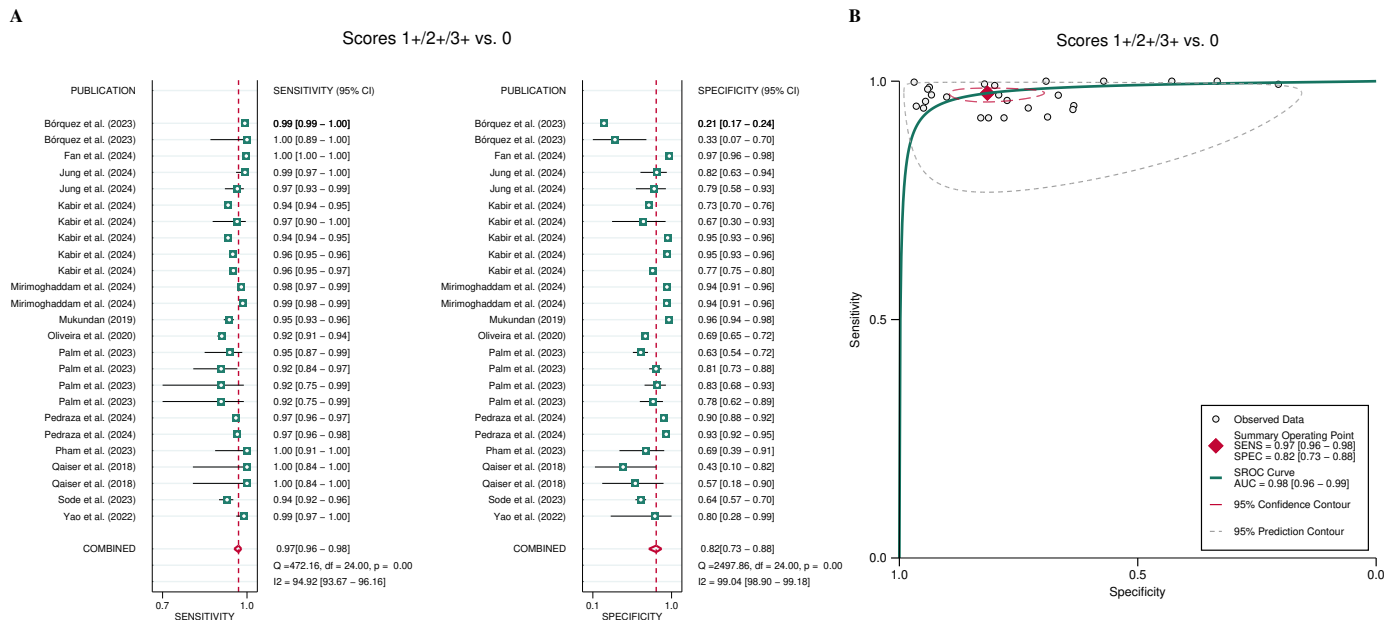 A
B
Scores 1+/2+/3+ vs. 0
Scores 1+/2+/3+ vs. 0
PUBLICATION SENSITIVITY (95% CI)
Bórquez et al. (2023) 0.99 [0.99 − 1.00]
Bórquez et al. (2023) 1.00 [0.89 − 1.00]
Fan et al. (2024) 1.00 [1.00 − 1.00]
Jung et al. (2024) 0.99 [0.97 − 1.00]
Jung et al. (2024) 0.97 [0.93 − 0.99]
Kabir et al. (2024) 0.94 [0.94 − 0.95]
Kabir et al. (2024) 0.97 [0.90 − 1.00]
Kabir et al. (2024) 0.94 [0.94 − 0.95]
Kabir et al. (2024) 0.96 [0.95 − 0.96]
Kabir et al. (2024) 0.96 [0.95 − 0.97]
Mirimoghaddam et al. (2024) 0.98 [0.97 − 0.99]
Mirimoghaddam et al. (2024) 0.99 [0.98 − 0.99]
Mukundan (2019) 0.95 [0.93 − 0.96]
Oliveira et al. (2020) 0.92 [0.91 − 0.94]
Palm et al. (2023) 0.95 [0.87 − 0.99]
Palm et al. (2023) 0.92 [0.84 − 0.97]
Palm et al. (2023) 0.92 [0.75 − 0.99]
Palm et al. (2023) 0.92 [0.75 − 0.99]
Pedraza et al. (2024) 0.97 [0.96 − 0.97]
Pedraza et al. (2024) 0.97 [0.96 − 0.98]
Pham et al. (2023) 1.00 [0.91 − 1.00]
Qaiser et al. (2018) 1.00 [0.84 − 1.00]
Qaiser et al. (2018) 1.00 [0.84 − 1.00]
Sode et al. (2023) 0.94 [0.92 − 0.96]
Yao et al. (2022) 0.99 [0.97 − 1.00]
COMBINED 0.97[0.96 − 0.98]
Q =472.16, df = 24.00, p = 0.00
I2 = 94.92 [93.67 − 96.16]
0.7 1.0
SENSITIVITY
PUBLICATION SPECIFICITY (95% CI)
Bórquez et al. (2023) 0.21 [0.17 − 0.24]
Bórquez et al. (2023) 0.33 [0.07 − 0.70]
Fan et al. (2024) 0.97 [0.96 − 0.98]
Jung et al. (2024) 0.82 [0.63 − 0.94]
Jung et al. (2024) 0.79 [0.58 − 0.93]
Kabir et al. (2024) 0.73 [0.70 − 0.76]
Kabir et al. (2024) 0.67 [0.30 − 0.93]
Kabir et al. (2024) 0.95 [0.93 − 0.96]
Kabir et al. (2024) 0.95 [0.93 − 0.96]
Kabir et al. (2024) 0.77 [0.75 − 0.80]
Mirimoghaddam et al. (2024) 0.94 [0.91 − 0.96]
Mirimoghaddam et al. (2024) 0.94 [0.91 − 0.96]
Mukundan (2019) 0.96 [0.94 − 0.98]
Oliveira et al. (2020) 0.69 [0.65 − 0.72]
Palm et al. (2023) 0.63 [0.54 − 0.72]
Palm et al. (2023) 0.81 [0.73 − 0.88]
Palm et al. (2023) 0.83 [0.68 − 0.93]
Palm et al. (2023) 0.78 [0.62 − 0.89]
Pedraza et al. (2024) 0.90 [0.88 − 0.92]
Pedraza et al. (2024) 0.93 [0.92 − 0.95]
Pham et al. (2023) 0.69 [0.39 − 0.91]
Qaiser et al. (2018) 0.43 [0.10 − 0.82]
Qaiser et al. (2018) 0.57 [0.18 − 0.90]
Sode et al. (2023) 0.64 [0.57 − 0.70]
Yao et al. (2022) 0.80 [0.28 − 0.99]
COMBINED 0.82[0.73 − 0.88]
Q =2497.86, df = 24.00, p = 0.00
I2 = 99.04 [98.90 − 99.18]
0.1 1.0
SPECIFICITY
1.0
0.5
0.0
Sensitivity
1.0 0.5 0.0
Specificity
Observed Data
Summary Operating Point
SENS = 0.97 [0.96 − 0.98]
SPEC = 0.82 [0.73 − 0.88]
SROC Curve
AUC = 0.98 [0.96 − 0.99]
95% Confidence Contour
95% Prediction Contour